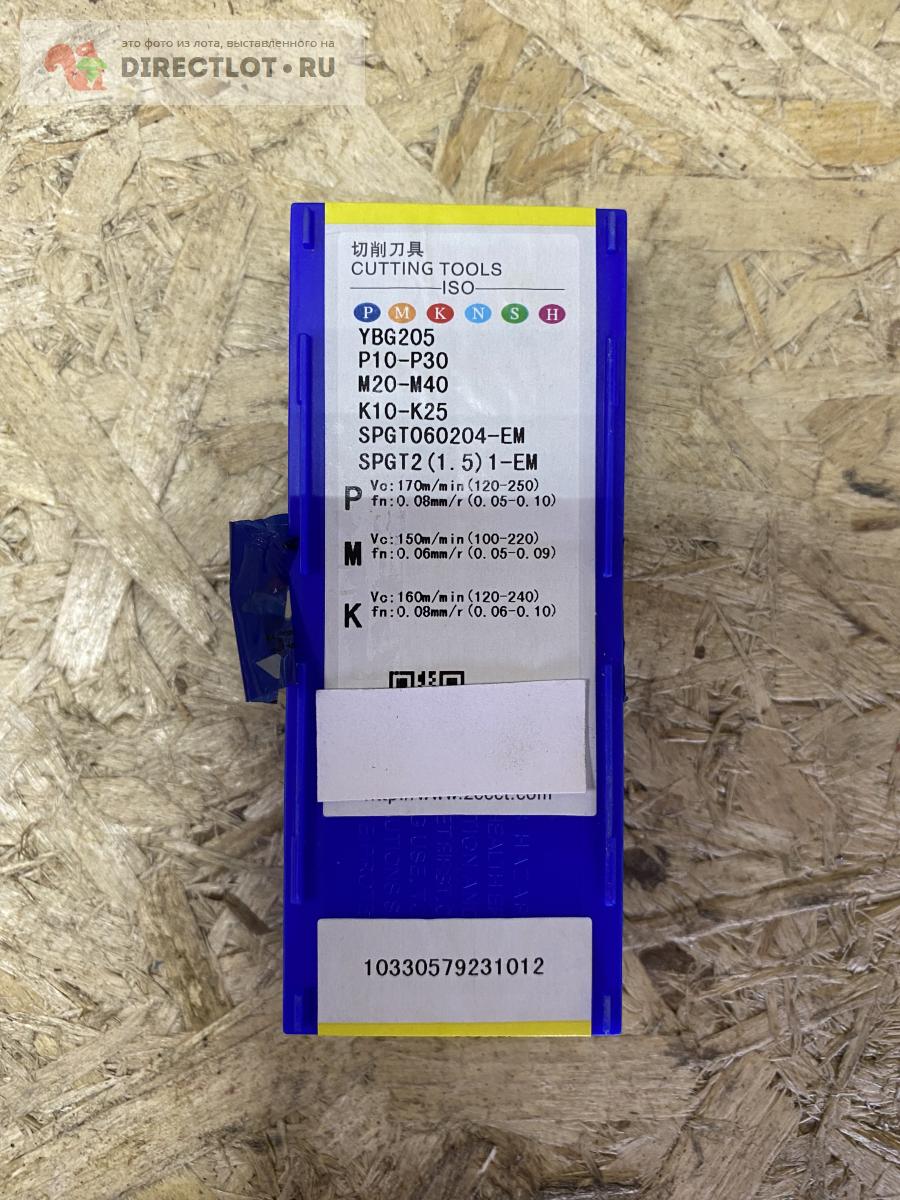 это фото из лота, выставленного на
DIRECTLOT.RU
切削刀具
CUTTING TOOLS
ISO
P M K N S H
YBG205
P10-P30
M20-M40
K10-K25
SPGT060204-EM
SPGT2(1.5)1-EM
P Vc:170m/min(120-250)
fn:0.08mm/r(0.05-0.10)
M Vc:150m/min(100-220)
fn:0.06mm/r(0.05-0.09)
K Vc:160m/min(120-240)
fn:0.08mm/r(0.06-0.10)
10330579231012